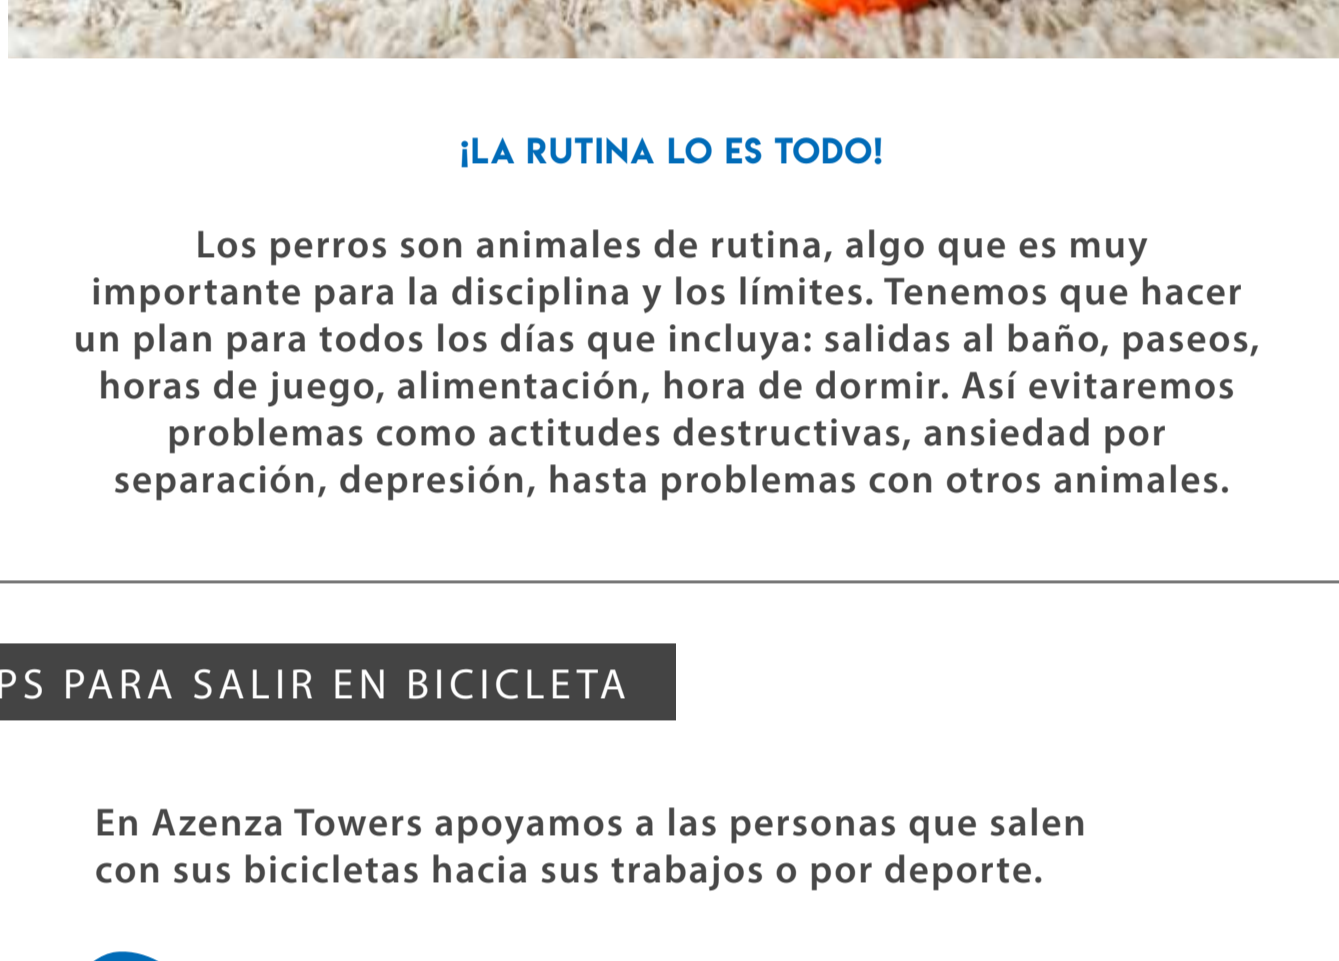 ¡LA RUTINA LO ES TODO!
Los perros son animales de rutina, algo que es muy
importante para la disciplina y los límites. Tenemos que hacer
un plan para todos los días que incluya: salidas al baño, paseos,
horas de juego, alimentación, hora de dormir. Así evitaremos
problemas como actitudes destructivas, ansiedad por
separación, depresión, hasta problemas con otros animales.
PS PARA SALIR EN BICICLETA
En Azenza Towers apoyamos a las personas que salen
con sus bicicletas hacia sus trabajos o por deporte.